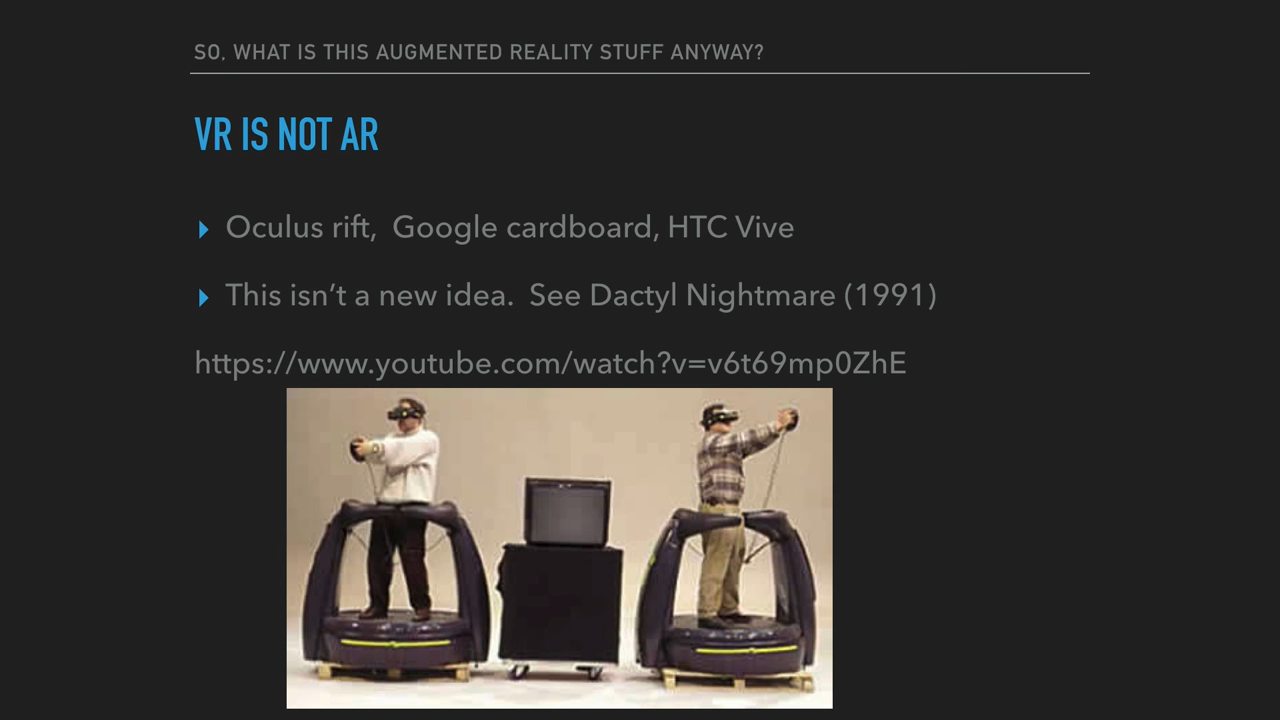 SO, WHAT IS THIS AUGMENTED REALITY STUFF ANYWAY?
VR IS NOT AR
Oculus rift,  Google cardboard, HTC Vive
This isn’t a new idea.  See Dactyl Nightmare (1991)
https://www.youtube.com/watch?v=v6t69mp0ZhE